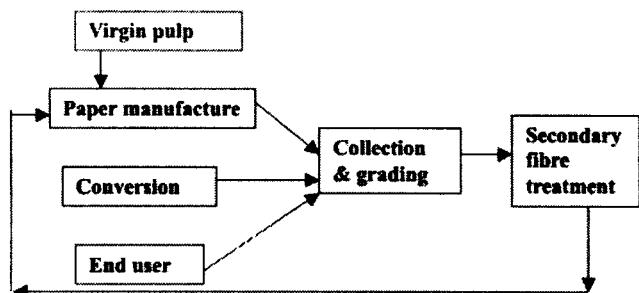 Virgin pulp
Paper manufacture
Conversion
End user
Collection
& grading
Secondary
fibre
treatment